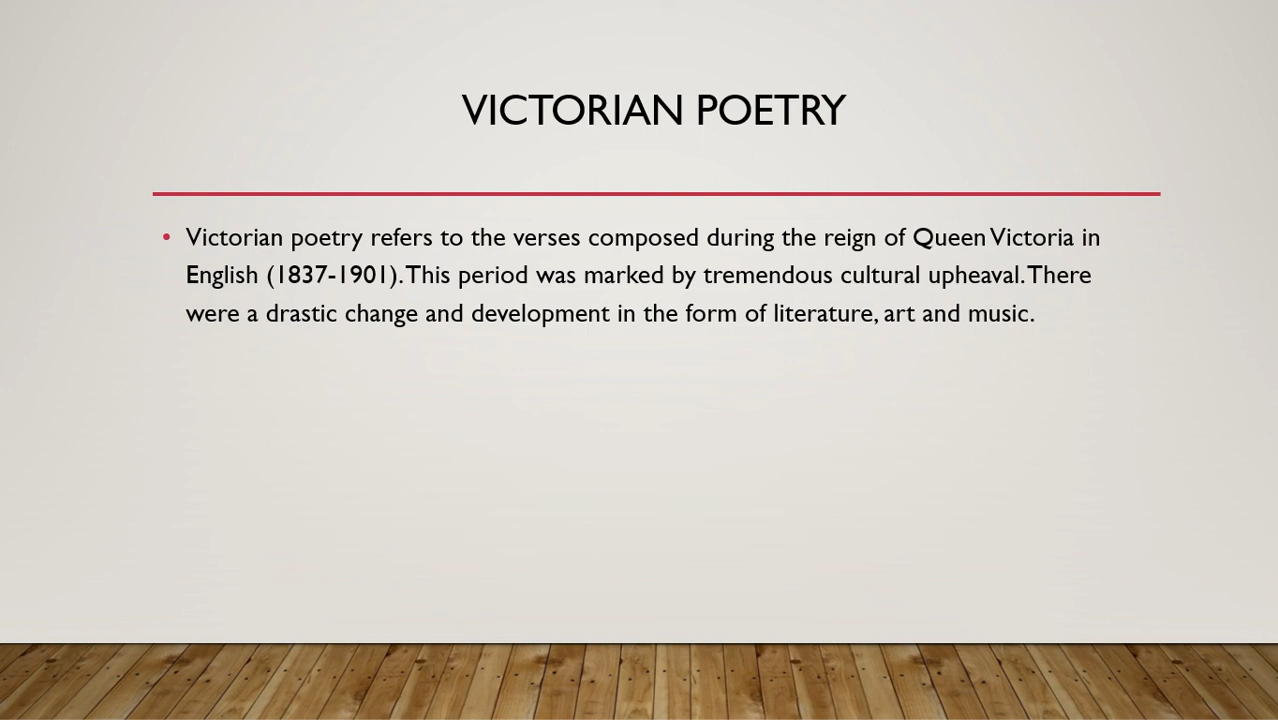 VICTORIAN POETRY
• Victorian poetry refers to the verses composed during the reign of Queen Victoria in
English (1837-1901). This period was marked by tremendous cultural upheaval. There
were a drastic change and development in the form of literature, art and music.